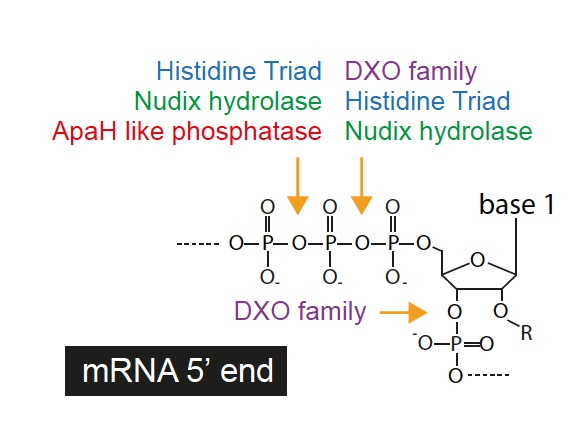 Histidine Triad DXO family
Nudix hydrolase Histidine Triad
ApaH like phosphatase Nudix hydrolase
O O O base 1
O P O P O P O O
O- O- O- O O
DXO family R
-O P O
O
mRNA 5’ end